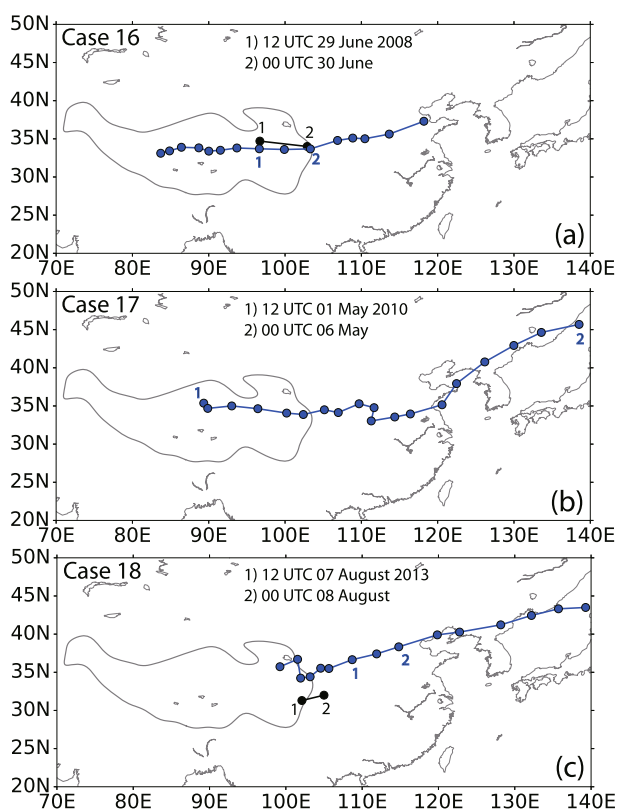 50N
Case 16
1) 12 UTC 29 June 2008
2) 00 UTC 30 June
45N
40N
1
2
35N
1
2
30N
25N
(a)
20N
70E 80E 90E 100E 110E 120E 130E 140E
50N
Case 17
1) 12 UTC 01 May 2010
2) 00 UTC 06 May
45N
2
40N
1
35N
30N
25N
(b)
20N
70E 80E 90E 100E 110E 120E 130E 140E
50N
Case 18
1) 12 UTC 07 August 2013
2) 00 UTC 08 August
45N
40N
2
1
35N
1 2
30N
25N
(c)
20N
70E 80E 90E 100E 110E 120E 130E 140E